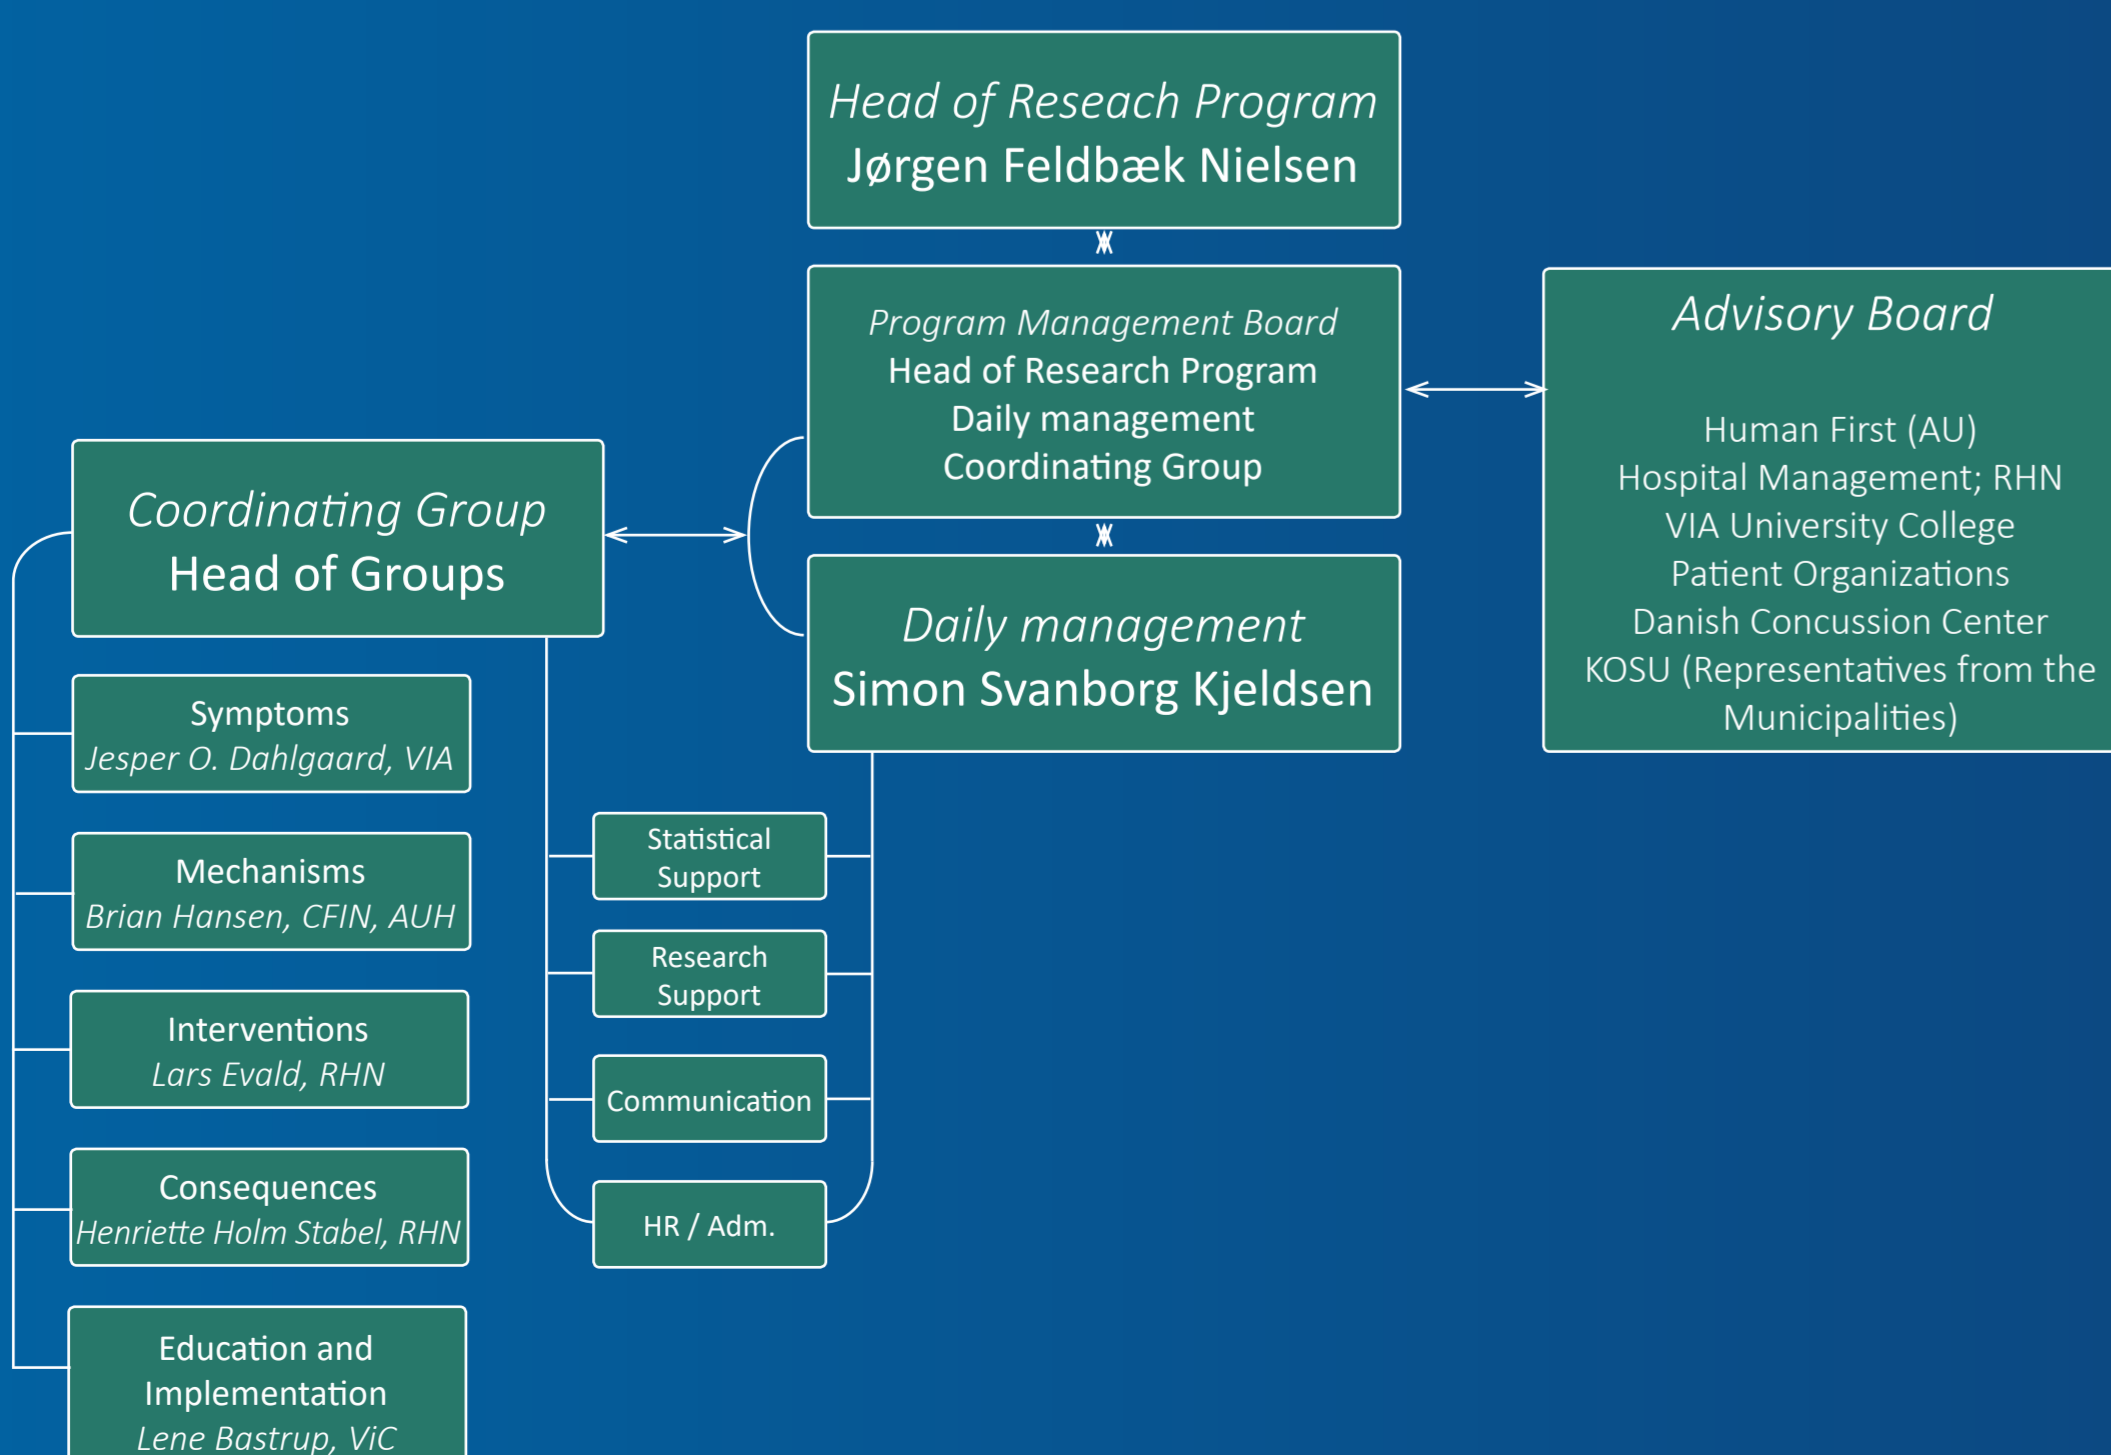 Head of Reseach Program
Jørgen Feldbæk Nielsen
Program Management Board
Head of Research Program
Daily management
Coordinating Group
Advisory Board
Human First (AU)
Hospital Management; RHN
VIA University College
Patient Organizations
Danish Concussion Center
KOSU (Representatives from the
Municipalities)
Coordinating Group
Head of Groups
Daily management
Simon Svanborg Kjeldsen
Symptoms
Jesper O. Dahlgaard, VIA
Mechanisms
Brian Hansen, CFIN, AUH
Interventions
Lars Evald, RHN
Consequences
Henriette Holm Stabel, RHN
Education and
Implementation
Lene Bastrup, ViC
Statistical
Support
Research
Support
Communication
HR / Adm.